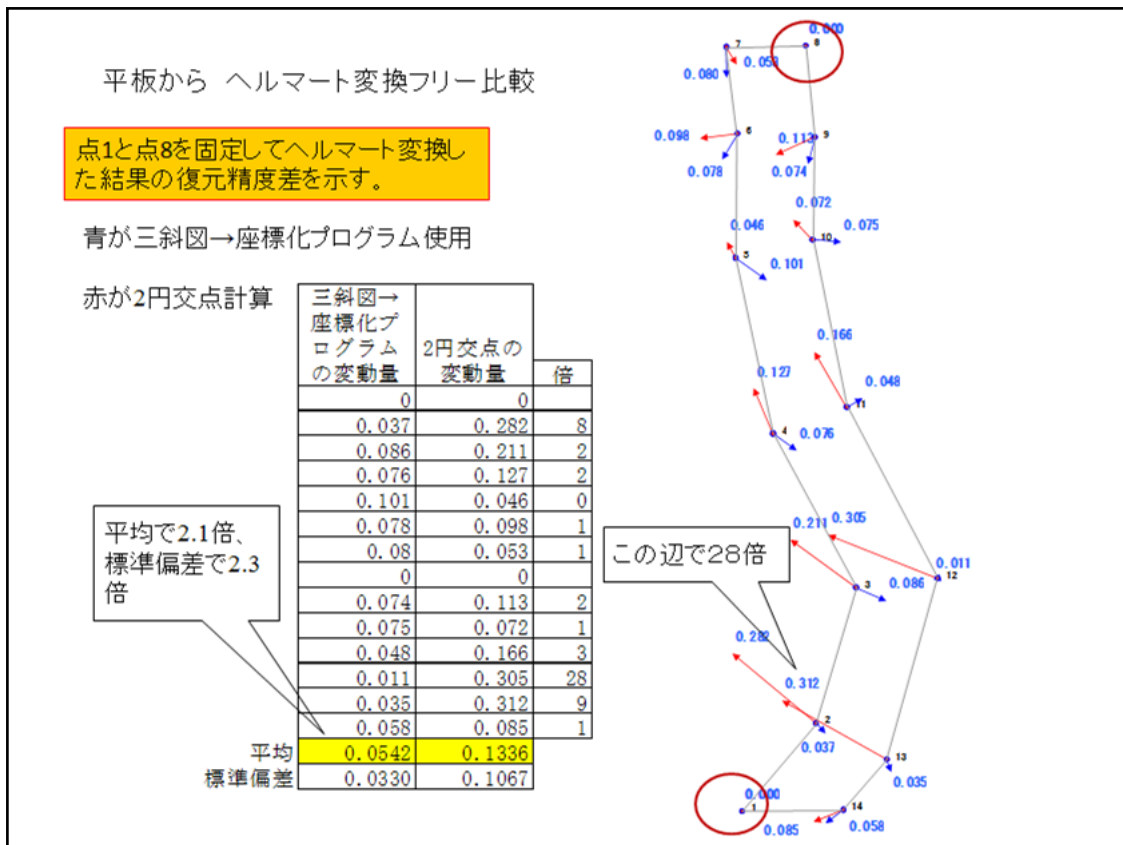 平板から ヘルマート変換フリー比較
点1と点8を固定してヘルマート変換し
た結果の復元精度差を示す。
青が三斜図→座標化プログラム使用
赤が2円交点計算
三斜図→
座標化プ
ログラム
の変動量
2円交点の
変動量
倍
0 0
0.037 0.282 8
0.086 0.211 2
0.076 0.127 2
0.101 0.046 0
0.078 0.098 1
0.08 0.053 1
0 0
0.074 0.113 2
0.075 0.072 1
0.048 0.166 3
0.011 0.305 28
0.035 0.312 9
0.058 0.085 1
平均 0.0542 0.1336
標準偏差 0.0330 0.1067
平均で2.1倍、
標準偏差で2.3
倍
この辺で28倍
0.000
7 8
0.053
0.080
0.098 6
0.113 9
0.078
0.074
0.072
0.046
0.075
10
5
0.101
0.166
0.127
0.048
11
4
0.076
0.211 0.305
0.011
12
3
0.086
0.282
0.312
2
0.037
13
0.035
0.000
1
14
0.085
0.058